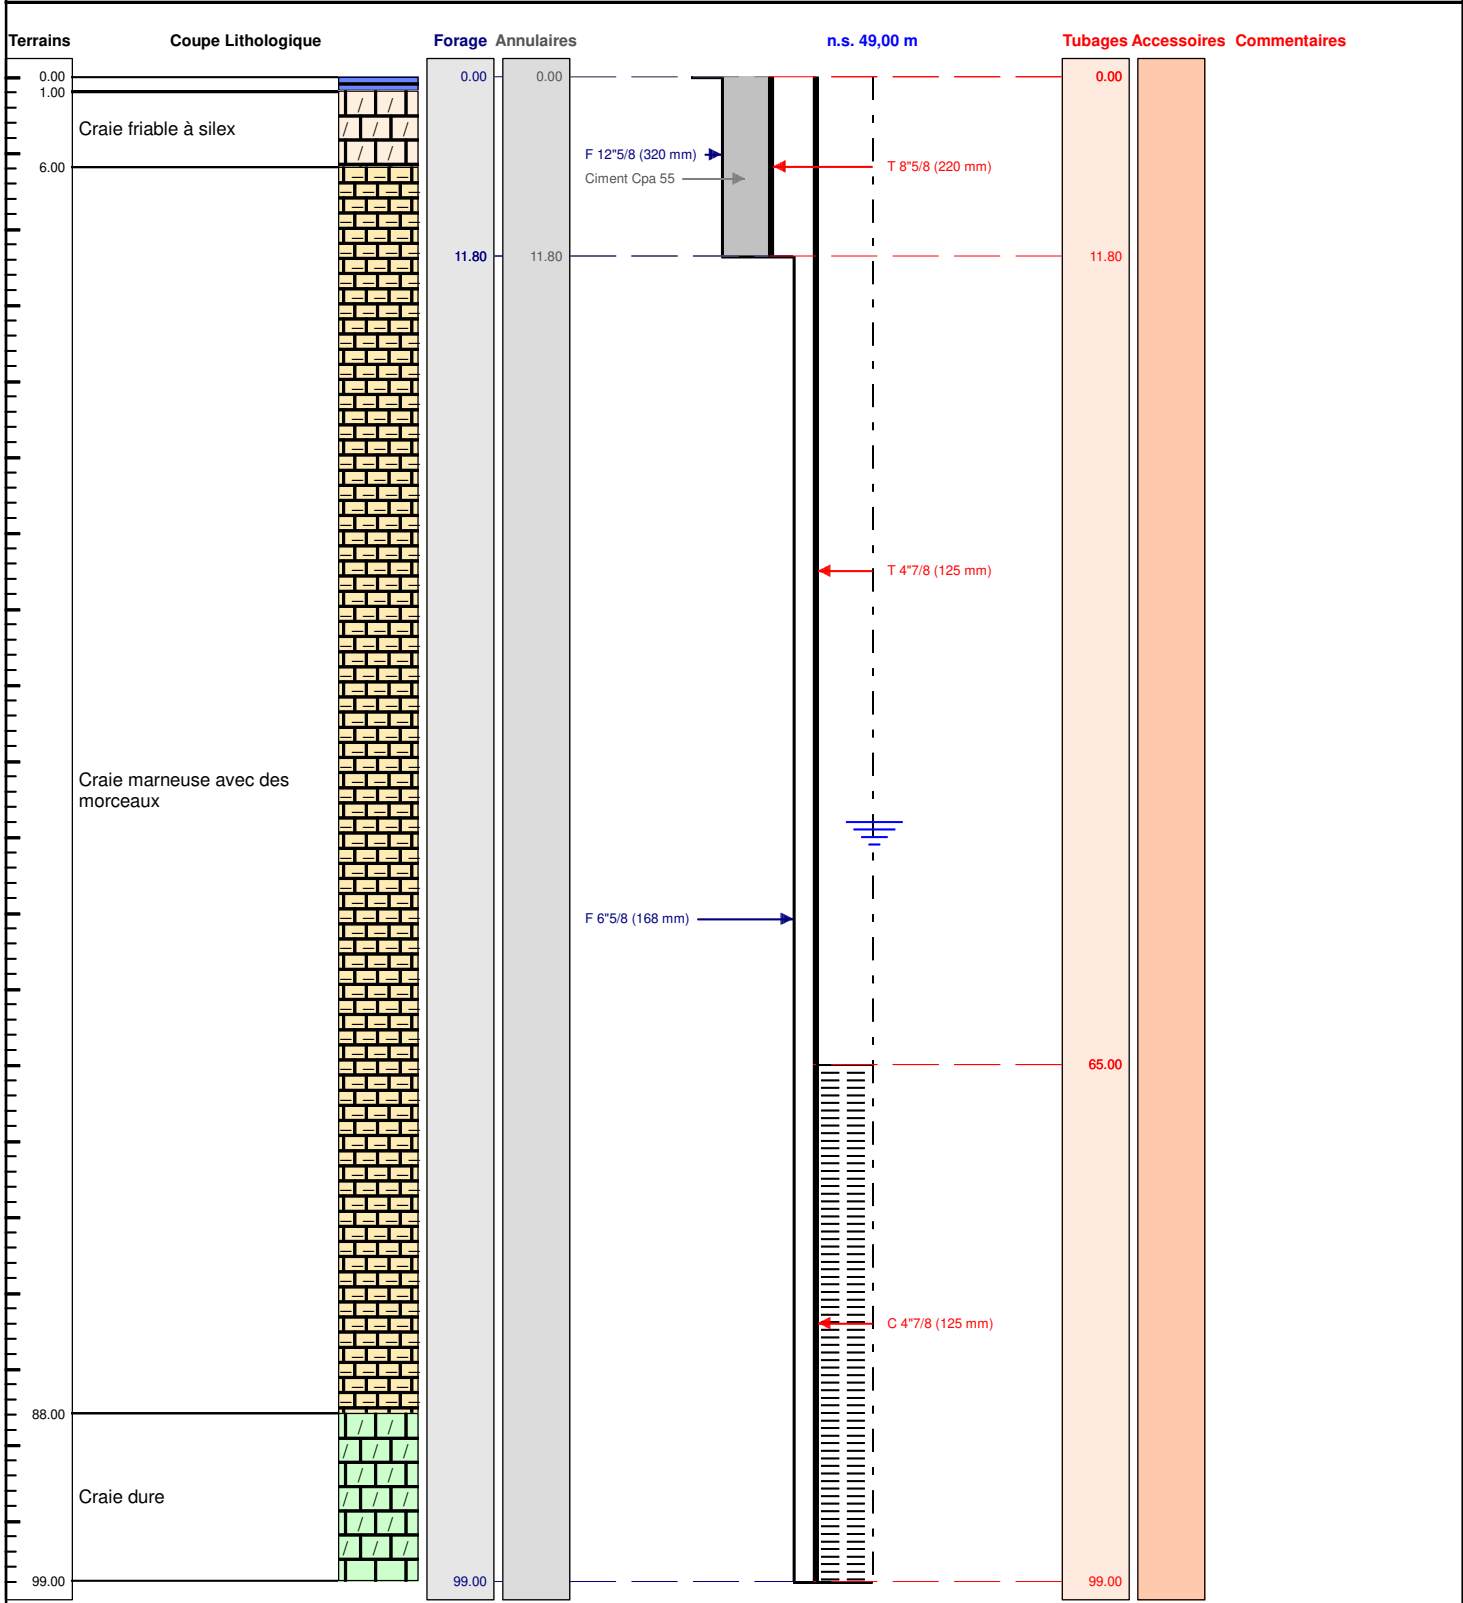 Terrains Coupe Lithologique Forage Annulaires n.s. 49,00 m Tubages Accessoires Commentaires
0.00 0.00 0.00 0.00
1.00
Craie friable à silex
F 12"5/8 (320 mm)
T 8"5/8 (220 mm)
6.00
Ciment Cpa 55
11.80 11.80 11.80
T 4"7/8 (125 mm)
Craie marneuse avec des
morceaux
F 6"5/8 (168 mm)
65.00
C 4"7/8 (125 mm)
88.00
Craie dure
99.00 99.00 99.00